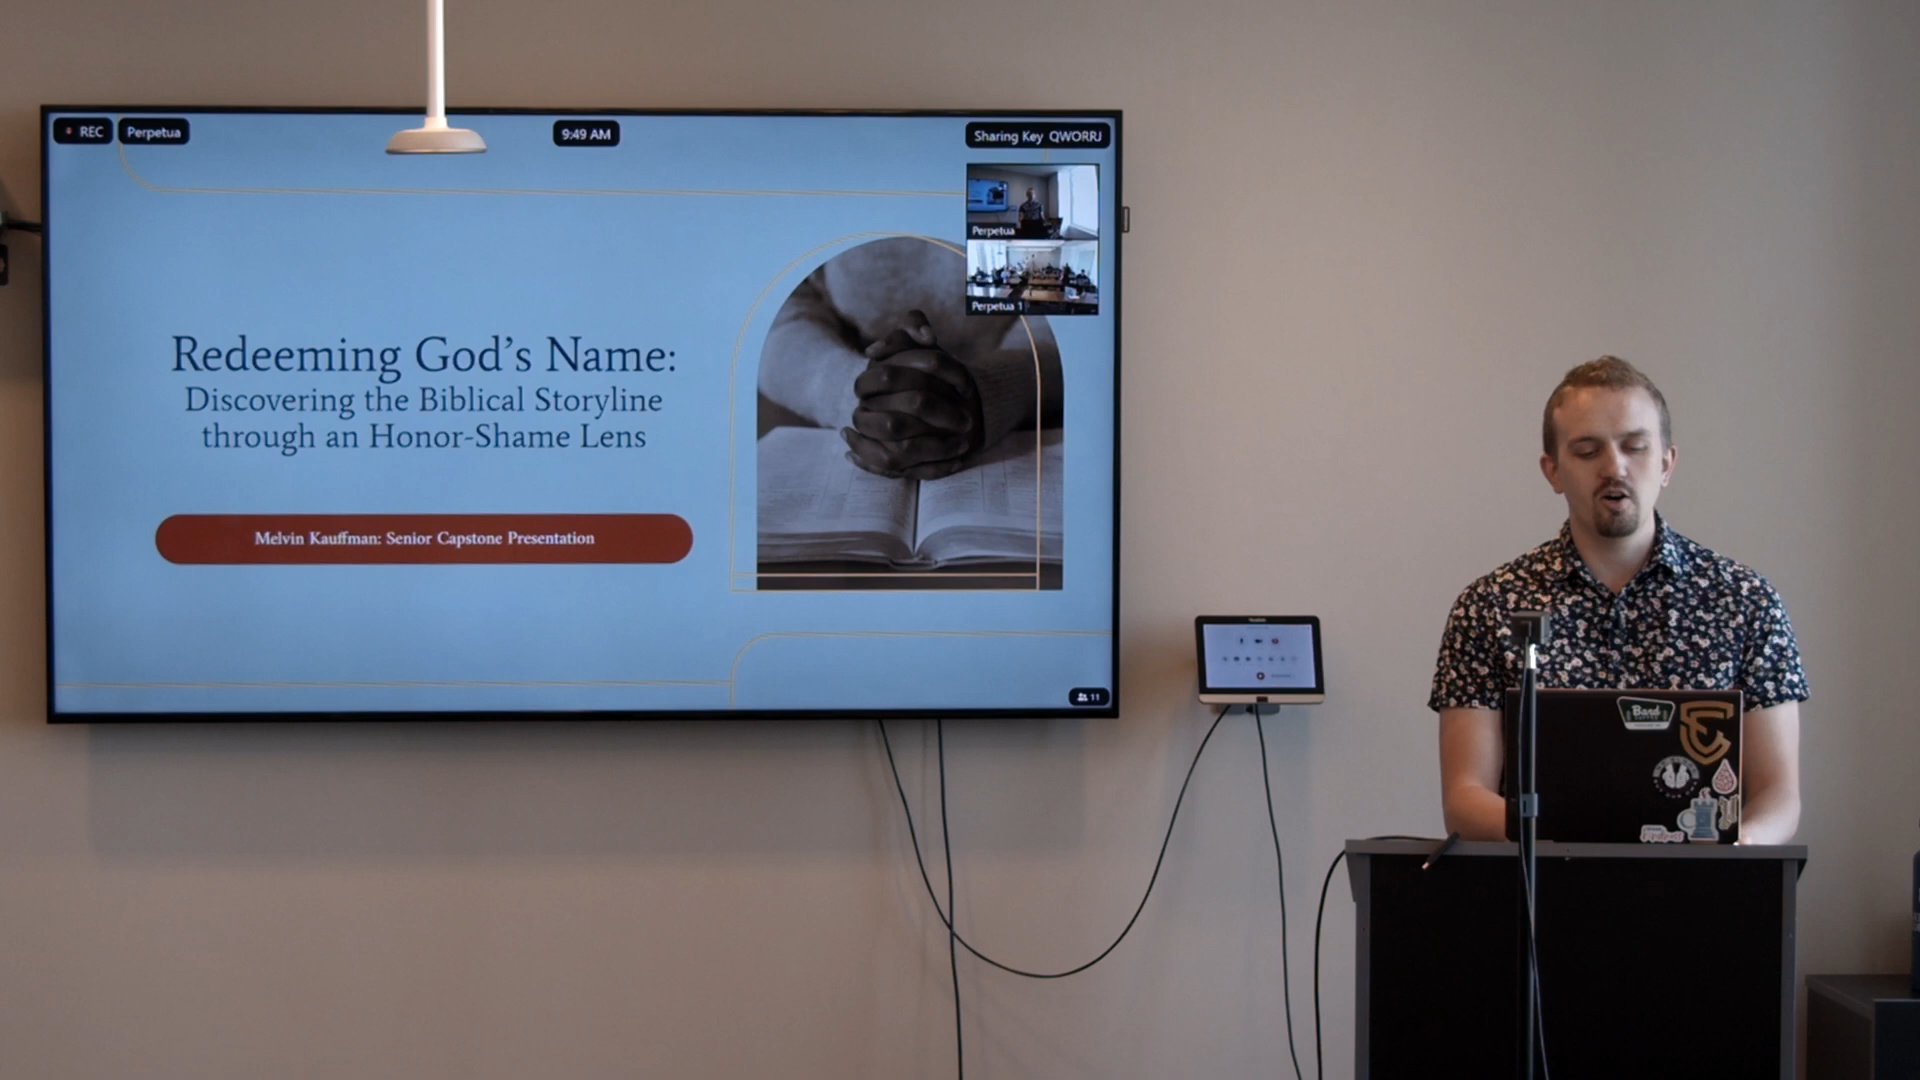 REC
Perpetua
9:49 AM
Sharing Key QWORRJ
Perpetua
Perpetua 1
Redeeming God's Name:
Discovering the Biblical Storyline
through an Honor-Shame Lens
Melvin Kauffman: Senior Capstone Presentation
11
Bard